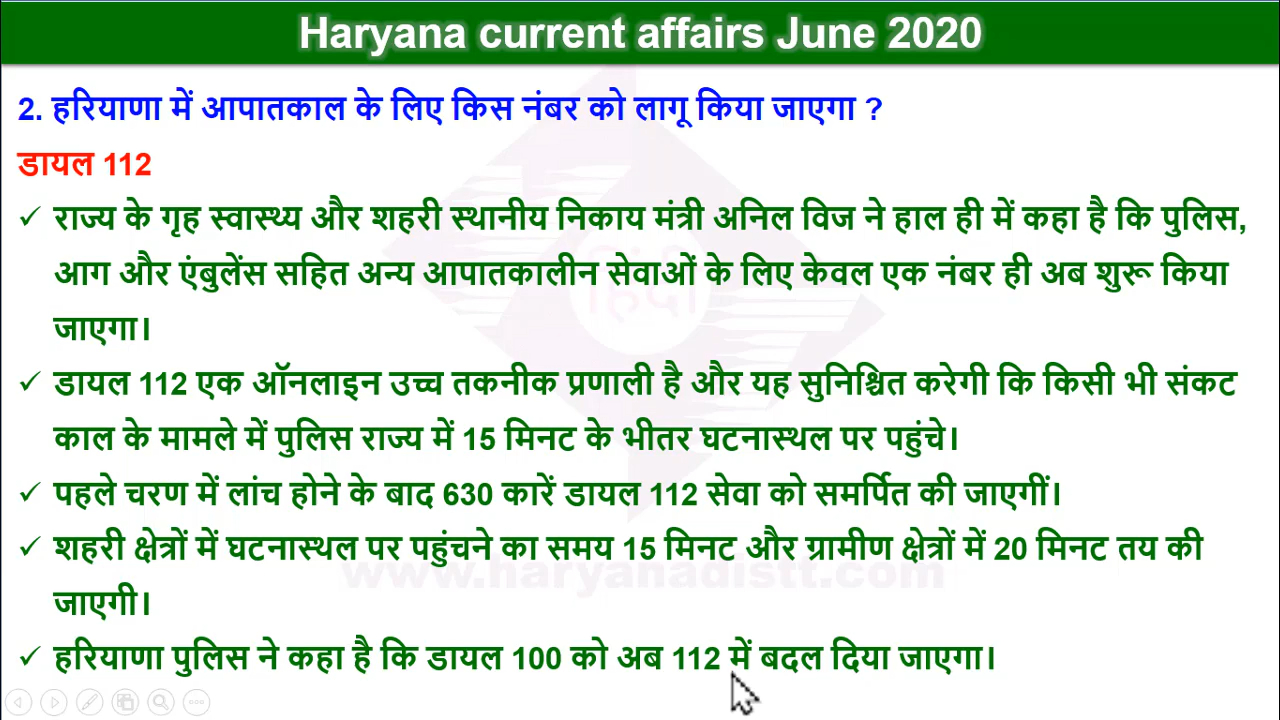 Haryana current affairs June 2020
2. हरियाणा में आपातकाल के लिए किस नंबर को लागू किया जाएगा ?
डायल 112
✓ राज्य के गृह स्वास्थ्य और शहरी स्थानीय निकाय मंत्री अनिल विज ने हाल ही में कहा है कि पुलिस,
आग और एंबुलेंस सहित अन्य आपातकालीन सेवाओं के लिए केवल एक नंबर ही अब शुरू किया
जाएगा।
✓ डायल 112 एक ऑनलाइन उच्च तकनीक प्रणाली है और यह सुनिश्चित करेगी कि किसी भी संकट
काल के मामले में पुलिस राज्य में 15 मिनट के भीतर घटनास्थल पर पहुंचे।
✓ पहले चरण में लांच होने के बाद 630 कारें डायल 112 सेवा को समर्पित की जाएगीं।
✓ शहरी क्षेत्रों में घटनास्थल पर पहुंचने का समय 15 मिनट और ग्रामीण क्षेत्रों में 20 मिनट तय की
जाएगी।
✓ हरियाणा पुलिस ने कहा है कि डायल 100 को अब 112 में बदल दिया जाएगा।
हिंदी
www.haryanadistt.com